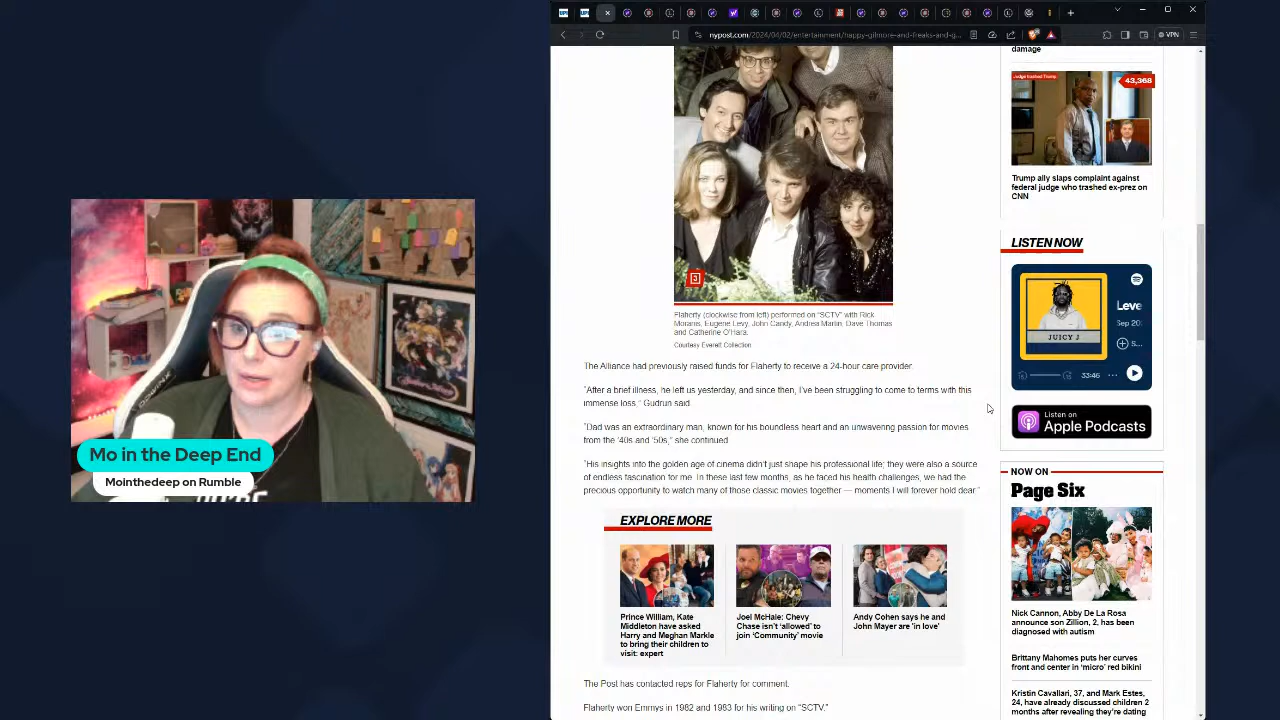 Mo in the Deep End
Mointhedeep on Rumble
nypost.com/2024/04/02/entertainment/happy-gilmore-and-freaks-and-g...
VPN
Flaherty (clockwise from left) performed on "SCTV" with Rick
Moranis, Eugene Levy, John Candy, Andrea Martin, Dave Thomas
and Catherine O'Hara.
Courtesy Everett Collection
The Alliance had previously raised funds for Flaherty to receive a 24-hour care provider.
"After a brief illness, he left us yesterday, and since then, I've been struggling to come to terms with this
immense loss," Gudrun said.
"Dad was an extraordinary man, known for his boundless heart and an unwavering passion for movies
from the '40s and '50s," she continued.
"His insights into the golden age of cinema didn't just shape his professional life; they were also a source
of endless fascination for me. In these last few months, as he faced his health challenges, we had the
precious opportunity to watch many of those classic movies together — moments I will forever hold dear."
EXPLORE MORE
Prince William, Kate
Middleton have asked
Harry and Meghan Markle
to bring their children to
visit: expert
Joel McHale: Chevy
Chase isn't 'allowed' to
join 'Community' movie
Andy Cohen says he and
John Mayer are 'in love'
The Post has contacted reps for Flaherty for comment.
Flaherty won Emmys in 1982 and 1983 for his writing on "SCTV."
damage
43,368
Trump ally slaps complaint against
federal judge who trashed ex-prez on
CNN
LISTEN NOW
JUICY J
Leve
Sep 20
S...
33:46
Listen on
Apple Podcasts
NOW ON
Page Six
Nick Cannon, Abby De La Rosa
announce son Zillion, 2, has been
diagnosed with autism
Brittany Mahomes puts her curves
front and center in 'micro' red bikini
Kristin Cavallari, 37, and Mark Estes,
24, have already discussed children 2
months after revealing they're dating